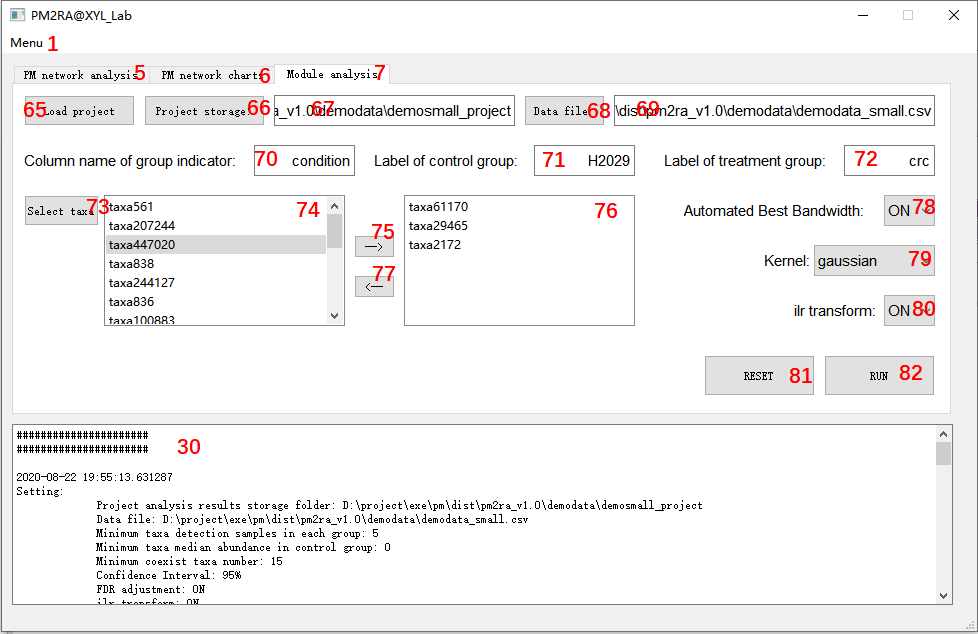 PM2RA@XYL_Lab
Menu 1
PM network analysis 5 PM network charts 6 Module analysis 7
65 Load project Project storage: 66 67 a_v1.0\demodata\demosmall_project Data file 68 69 \dist\pm2ra_v1.0\demodata\demodata_small.csv
Column name of group indicator: 70 condition Label of control group: 71 H2029 Label of treatment group: 72 crc
Select taxa 73
taxa561 74
taxa207244
taxa447020
taxa838
taxa244127
taxa836
taxa100883
75
-->
77
<--
taxa61170 76
taxa29465
taxa2172
Automated Best Bandwidth: ON 78
Kernel: gaussian 79
ilr transform: ON 80
RESET 81 RUN 82
######################
###################### 30
2020-08-22 19:55:13.631287
Setting:
Project analysis results storage folder: D:\project\exe\pm\dist\pm2ra_v1.0\demodata\demosmall_project
Data file: D:\project\exe\pm\dist\pm2ra_v1.0\demodata\demodata_small.csv
Minimum taxa detection samples in each group: 5
Minimum taxa median abundance in control group: 0
Minimum coexist taxa number: 15
Confidence Interval: 95%
FDR adjustment: ON
ilr transform: ON